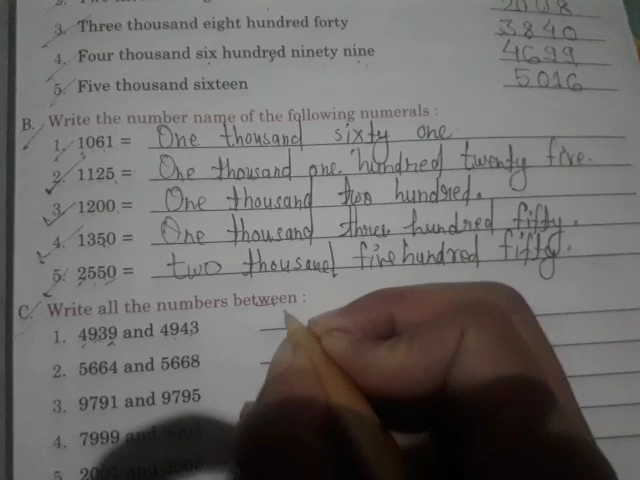 2008
3. Three thousand eight hundred forty 3840
4. Four thousand six hundred ninety nine 4699
5. Five thousand sixteen 5016
B. Write the number name of the following numerals :
1. 1061 = One thousand sixty one.
2. 1125 = One thousand one hundred twenty five.
3. 1200 = One thousand two hundred.
4. 1350 = One thousand three hundred fifty.
5. 2550 = two thousand five hundred fifty.
C. Write all the numbers between :
1. 4939 and 4943
2. 5664 and 5668
3. 9791 and 9795
4. 7999 and
5.